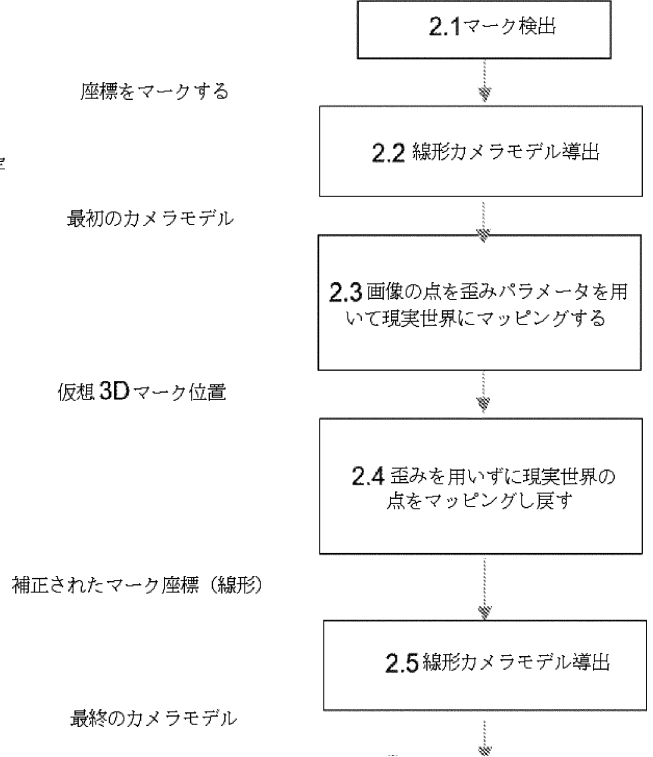 2.1マーク検出
座標をマークする
2.2 線形カメラモデル導出
最初のカメラモデル
2.3 画像の点を歪みパラメータを用
いて現実世界にマッピングする
仮想 3D マーク位置
2.4 歪みを用いずに現実世界の
点をマッピングし戻す
補正されたマーク座標（線形）
2.5 線形カメラモデル導出
最終のカメラモデル